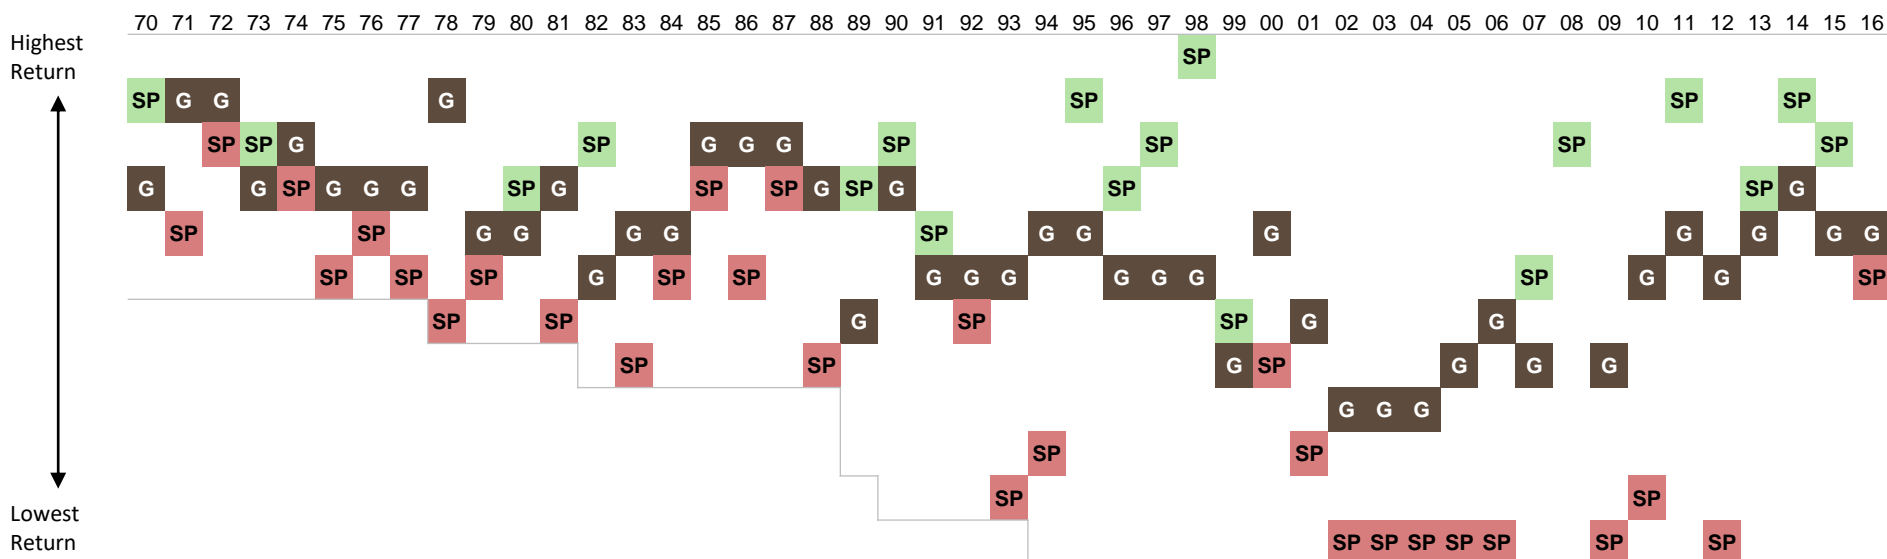 70 71 72 73 74 75 76 77 78 79 80 81 82 83 84 85 86 87 88 89 90 91 92 93 94 95 96 97 98 99 00 01 02 03 04 05 06 07 08 09 10 11 12 13 14 15 16
Highest
Return
SP
SP G G G SP SP SP
SP SP G SP G G G SP SP SP SP
G G SP G G G SP G SP SP G SP G SP SP G
SP SP G G G G SP G G G G G G G
SP SP SP G SP SP G G G G G G SP G G SP
SP SP G SP SP G G
SP SP G SP G G G
G G G
SP SP
SP SP
Lowest
Return
SP SP SP SP SP SP SP